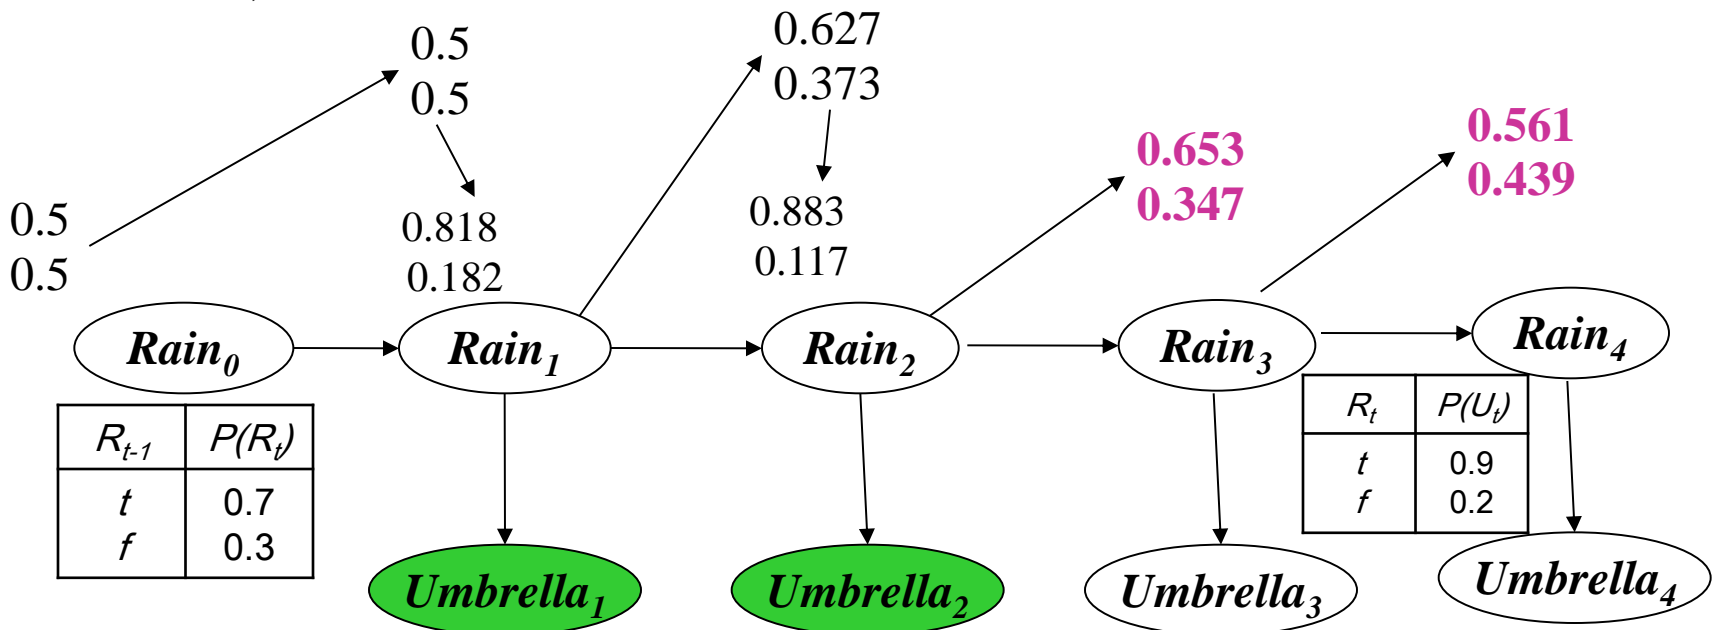 0.5
0.5
0.5
0.5
0.818
0.182
0.627
0.373
0.883
0.117
0.653
0.347
0.561
0.439
Rain0
Rain1
Rain2
Rain3
Rain4
Rt-1 P(Rt)
t 0.7
f 0.3
Rt P(Ut)
t 0.9
f 0.2
Umbrella1
Umbrella2
Umbrella3
Umbrella4